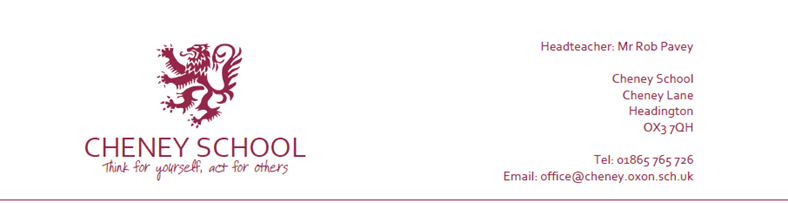 CHENEY SCHOOL
Think for yourself, act for others
Headteacher: Mr Rob Pavey
Cheney School
Cheney Lane
Headington
OX3 7QH
Tel: 01865 765 726
Email: office@cheney.oxon.sch.uk